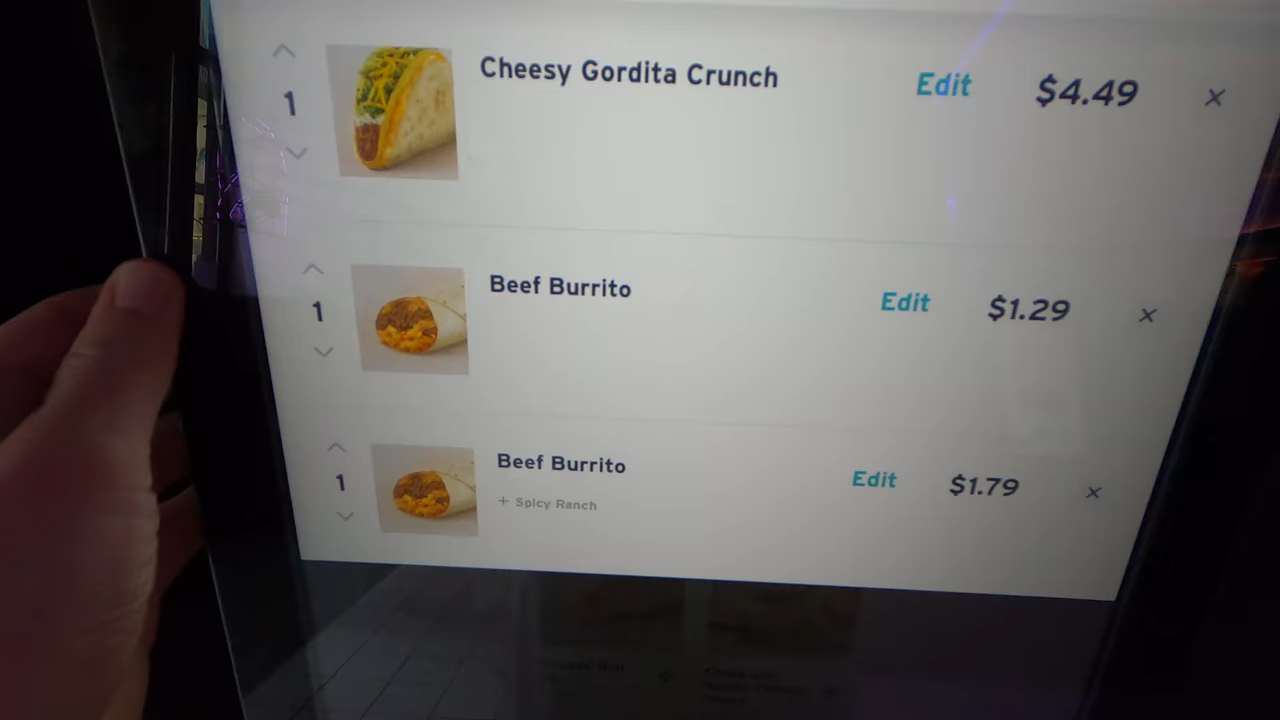 Cheesy Gordita Crunch Edit $4.49 ×
1
Beef Burrito Edit $1.29 ×
1
Beef Burrito Edit $1.79 ×
1
+ Spicy Ranch